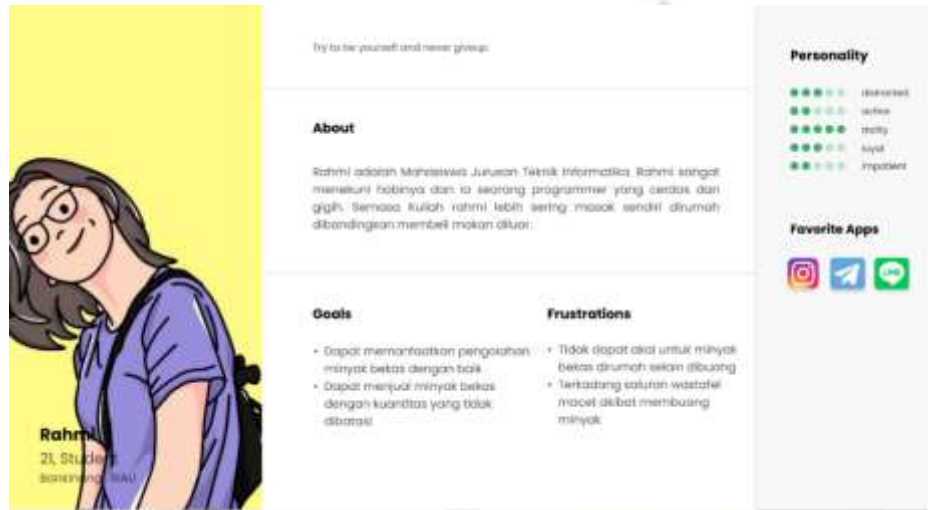 Try to be yourself and never giveup.
About
Rahmi adalah Mahasiswa Jurusan Teknik Informatika. Rahmi sangat
menekuni hobinya dan ia seorang programmer yang cerdas dan
gigih. Semasa Kuliah rahmi lebih sering masak sendiri dirumah
dibandingkan membeli makan diluar.
Goals
• Dapat memanfaatkan pengolahan
minyak bekas dengan baik
• Dapat menjual minyak bekas
dengan kuantitas yang tidak
dibatasi
Frustrations
• Tidak dapat akal untuk minyak
bekas dirumah selain dibuang
• Terkadang saluran wastafel
macet akibat membuang
minyak
Rahmi
21, Student
Personality
distracted
active
loyal
impatient
Favorite Apps
LINE